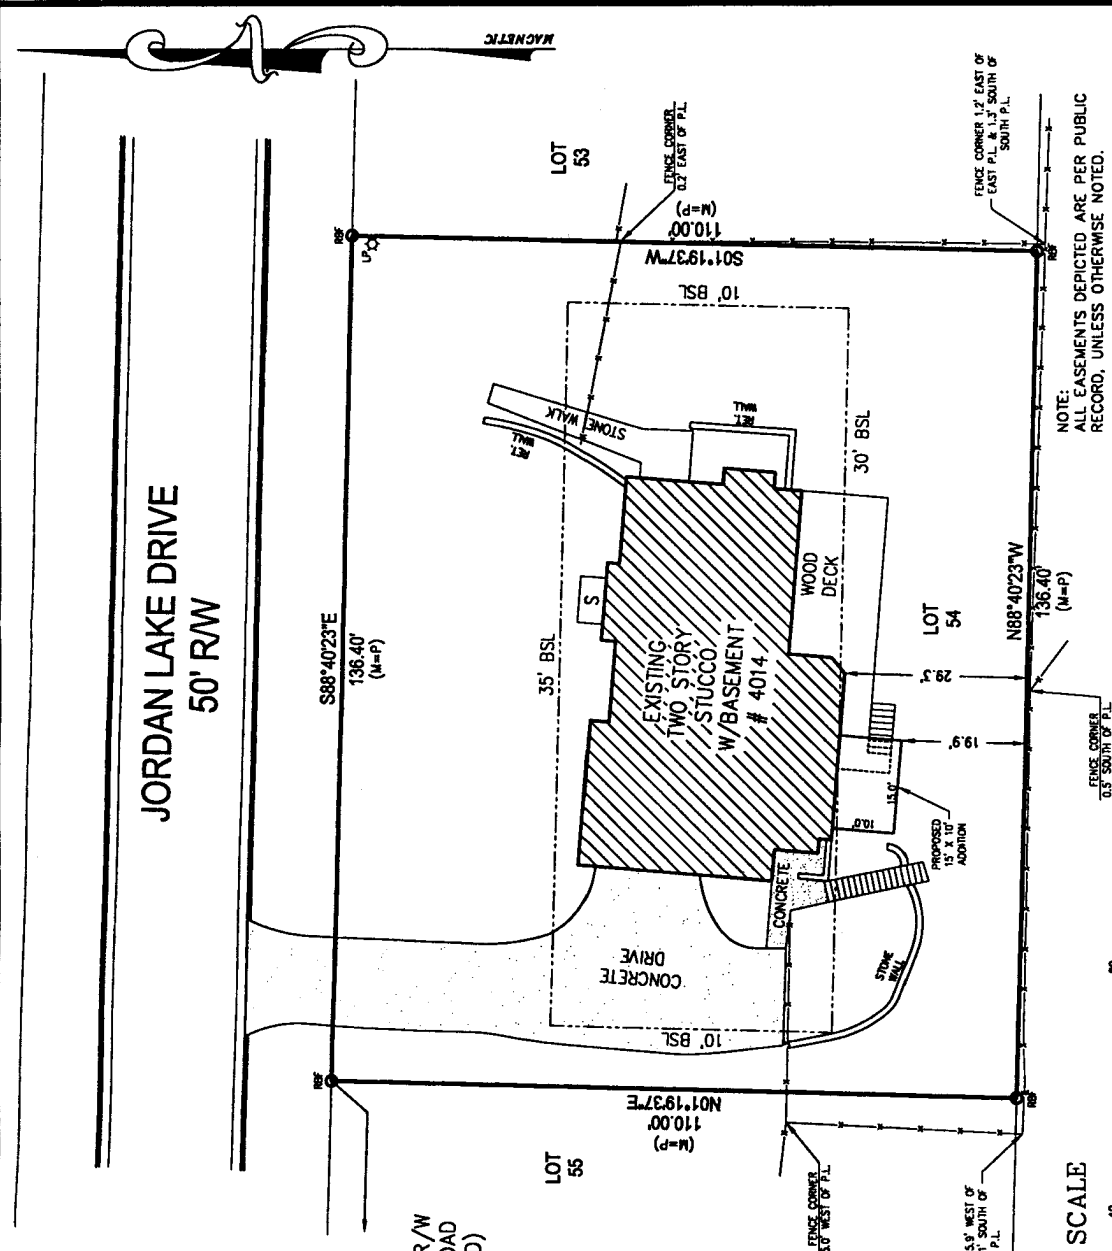 MAGNETIC
JORDAN LAKE DRIVE
50' R/W
S88°40'23"E
136.40'
(M=P)
RBF
LP
LOT
53
FENCE CORNER
0.2' EAST OF P.L.
S01°19'37"W
110.00'
(M=P)
FENCE CORNER 1.2' EAST OF
EAST P.L. & 1.3' SOUTH OF
SOUTH P.L.
RBF
NOTE:
ALL EASEMENTS DEPICTED ARE PER PUBLIC
RECORD, UNLESS OTHERWISE NOTED.
10' BSL
35' BSL
30' BSL
10' BSL
STONE WALK
RET.
WALL
RET.
WALL
S
EXISTING
TWO STORY
STUCCO
W/BASEMENT
# 4014
WOOD
DECK
LOT
54
29.3'
19.9'
N88°40'23"W
136.40'
(M=P)
FENCE CORNER
0.5' SOUTH OF P.L.
10.0'
15.0'
PROPOSED
15' X 10'
ADDITION
CONCRETE
CONCRETE
DRIVE
STONE
WALL
RBF
N01°19'37"E
110.00'
(M=P)
LOT
55
RBF
R/W
FENCE CORNER
WEST OF P.L.
5.9' WEST OF
SOUTH OF
P.L.
SCALE